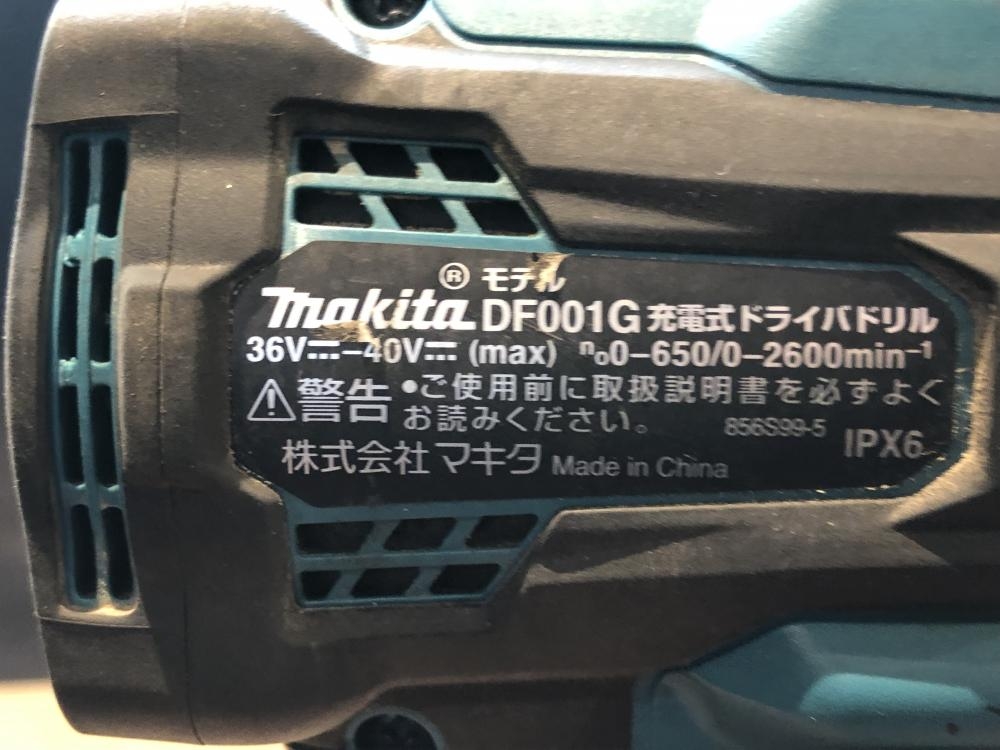 ® モデル
makita DF001G 充電式ドライバドリル
36V⎓-40V⎓ (max) n₀0-650/0-2600min⁻¹
⚠警告 •ご使用前に取扱説明書を必ずよく
お読みください。 856S99-5
株式会社マキタ Made in China IPX6